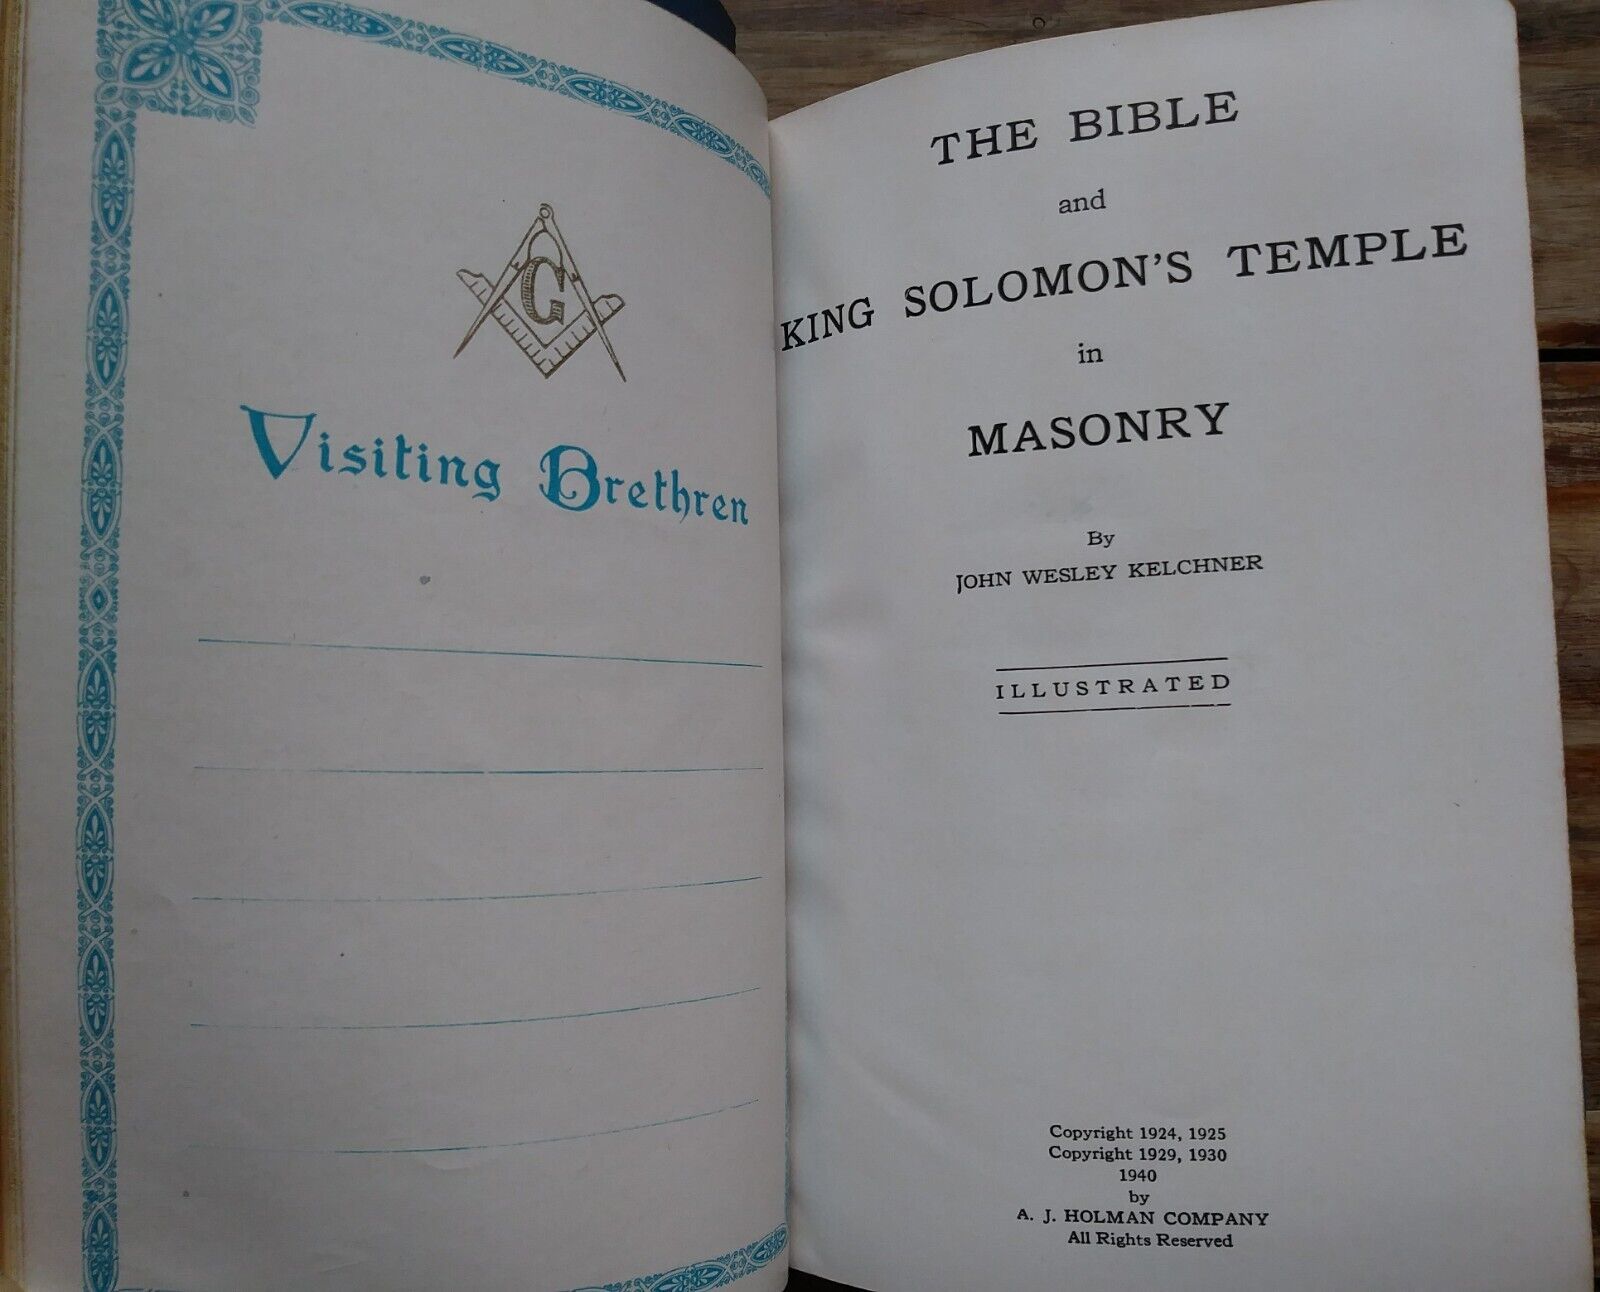 G
Visiting Brethren
THE BIBLE
and
KING SOLOMON'S TEMPLE
in
MASONRY
By
JOHN WESLEY KELCHNER
ILLUSTRATED
Copyright 1924, 1925
Copyright 1929, 1930
1940
by
A. J. HOLMAN COMPANY
All Rights Reserved